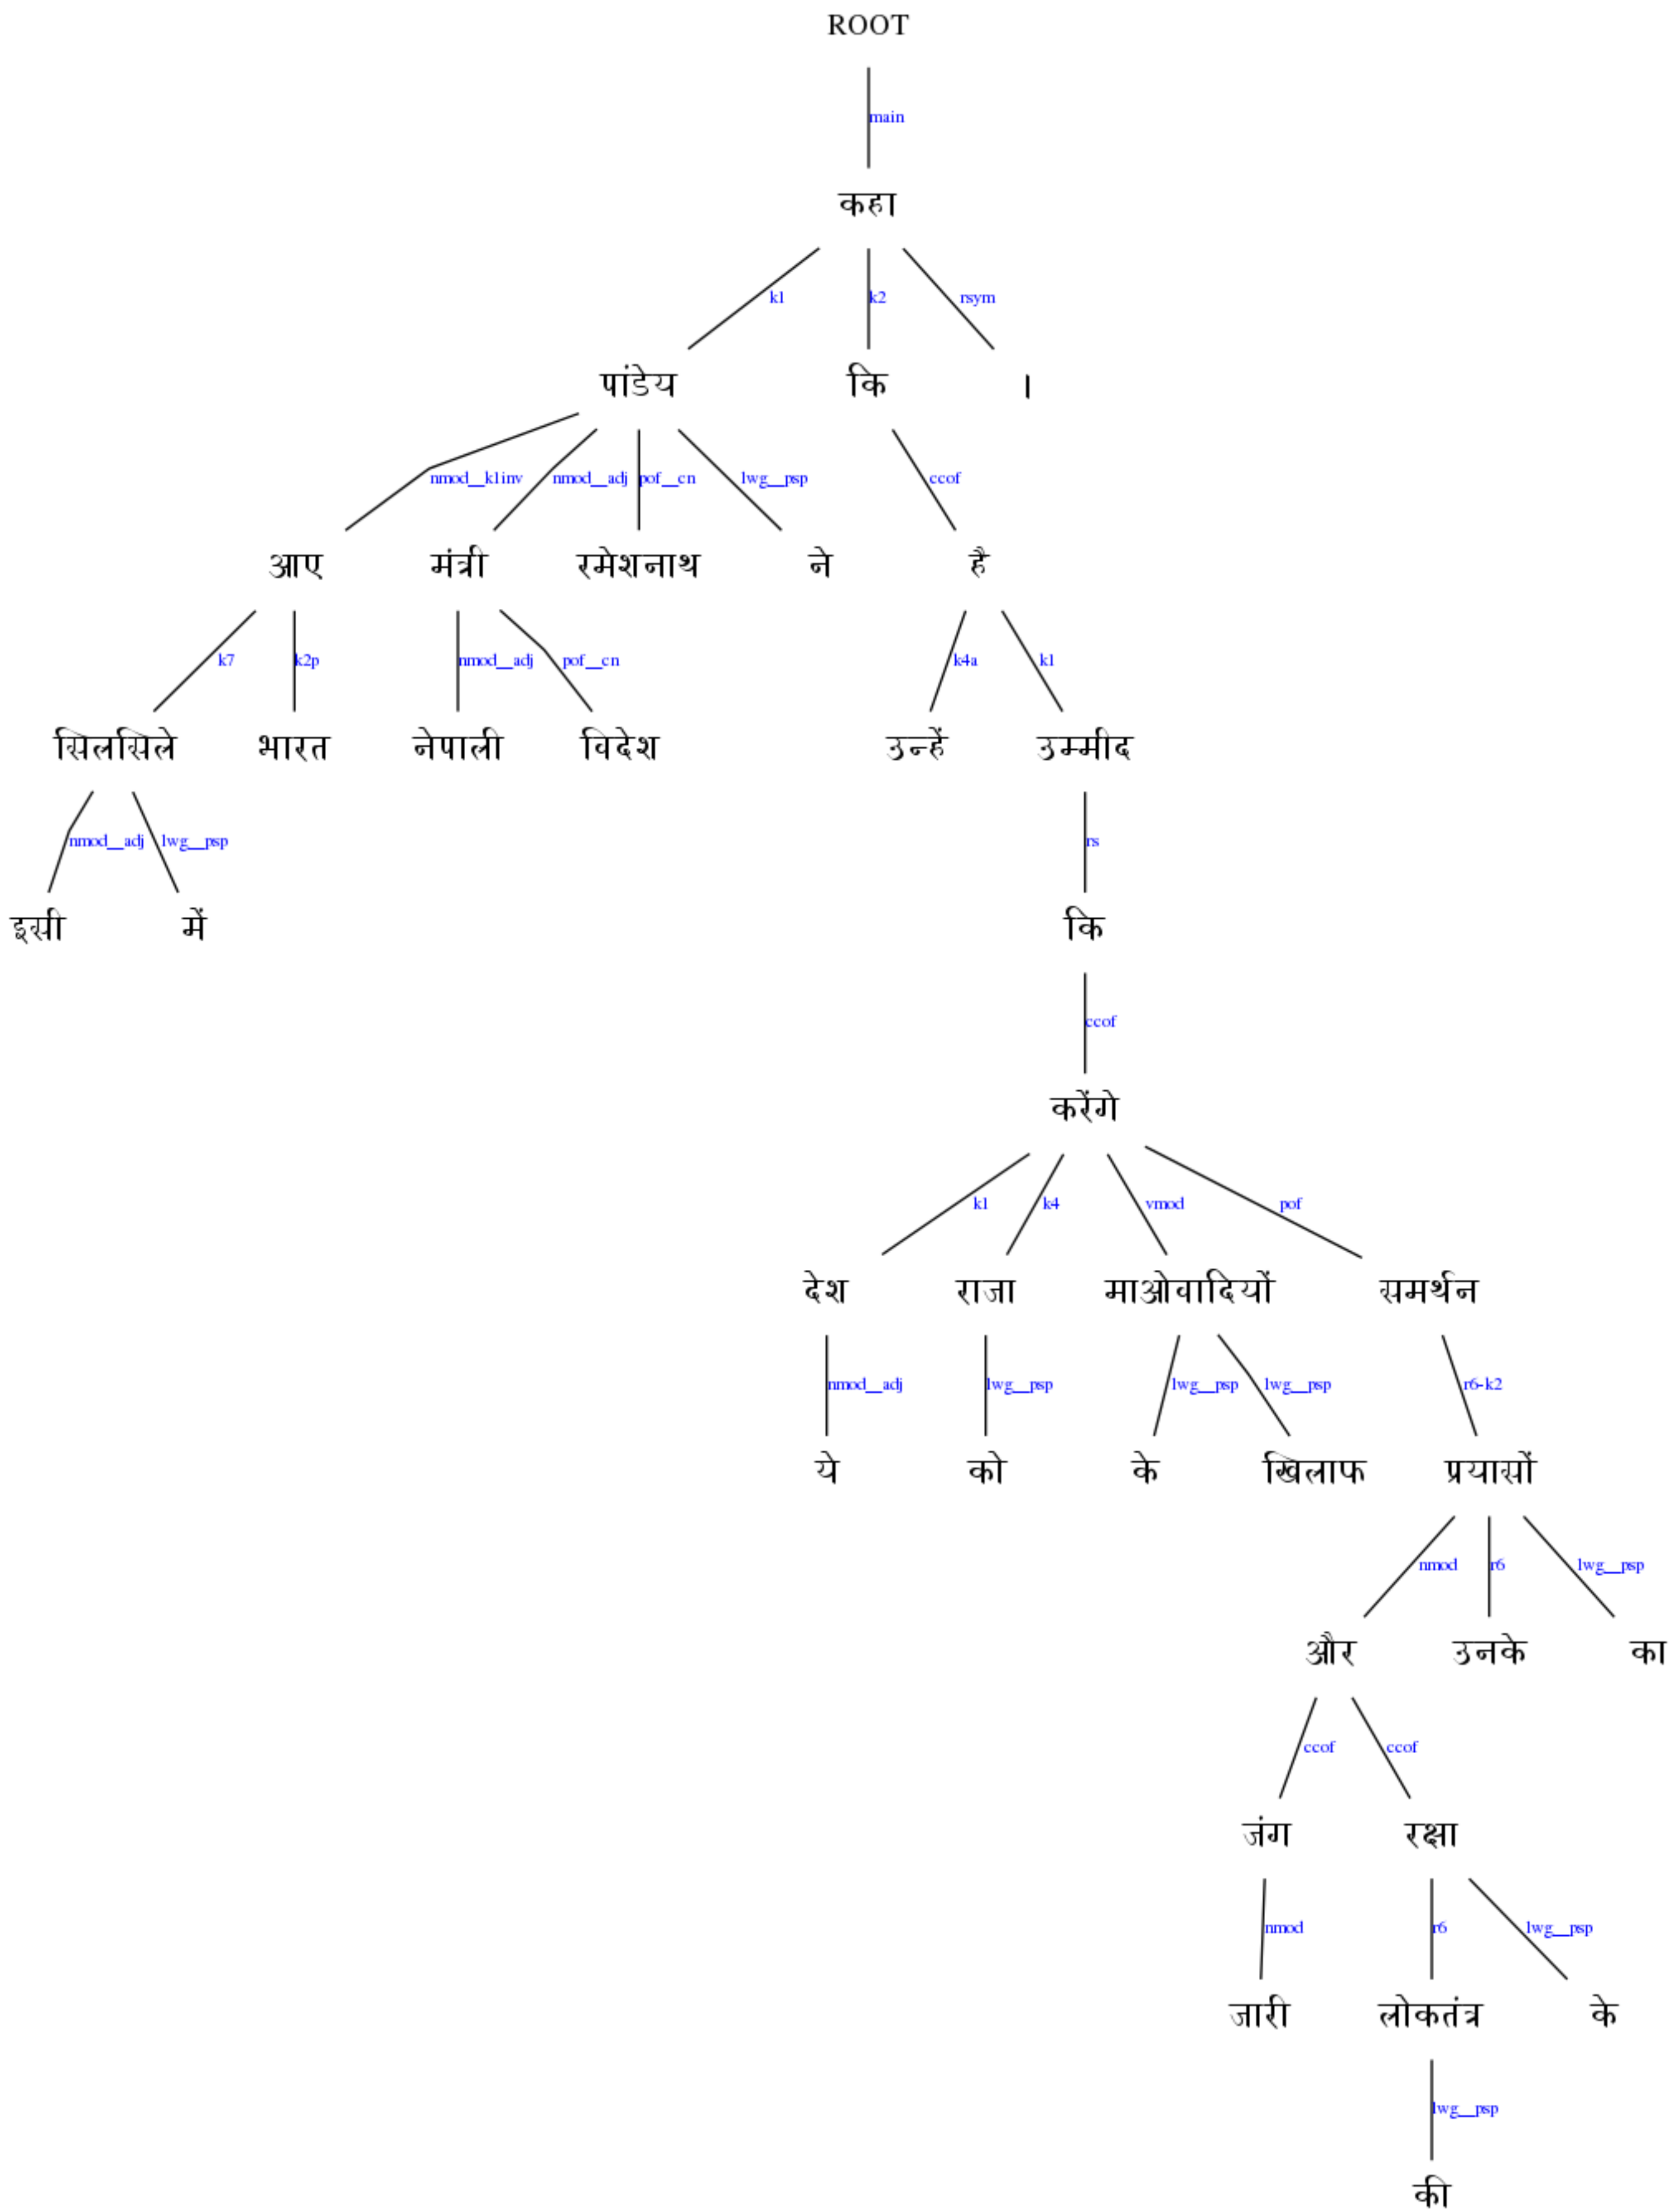 ROOT
main
कहा
k1 k2 rsym
पांडेय कि ।
nmod__k1inv nmod__adj pof__cn lwg__psp ccof
आए मंत्री रमेशनाथ ने है
k7 k2p nmod__adj pof__cn k4a k1
सिलसिले भारत नेपाली विदेश उन्हें उम्मीद
nmod__adj lwg__psp rs
इसी में कि
ccof
करेंगे
k1 k4 vmod pof
देश राजा माओवादियों समर्थन
nmod__adj lwg__psp lwg__psp lwg__psp r6-k2
ये को के खिलाफ प्रयासों
nmod r6 lwg__psp
और उनके का
ccof ccof
जंग रक्षा
nmod r6 lwg__psp
जारी लोकतंत्र के
lwg__psp
की